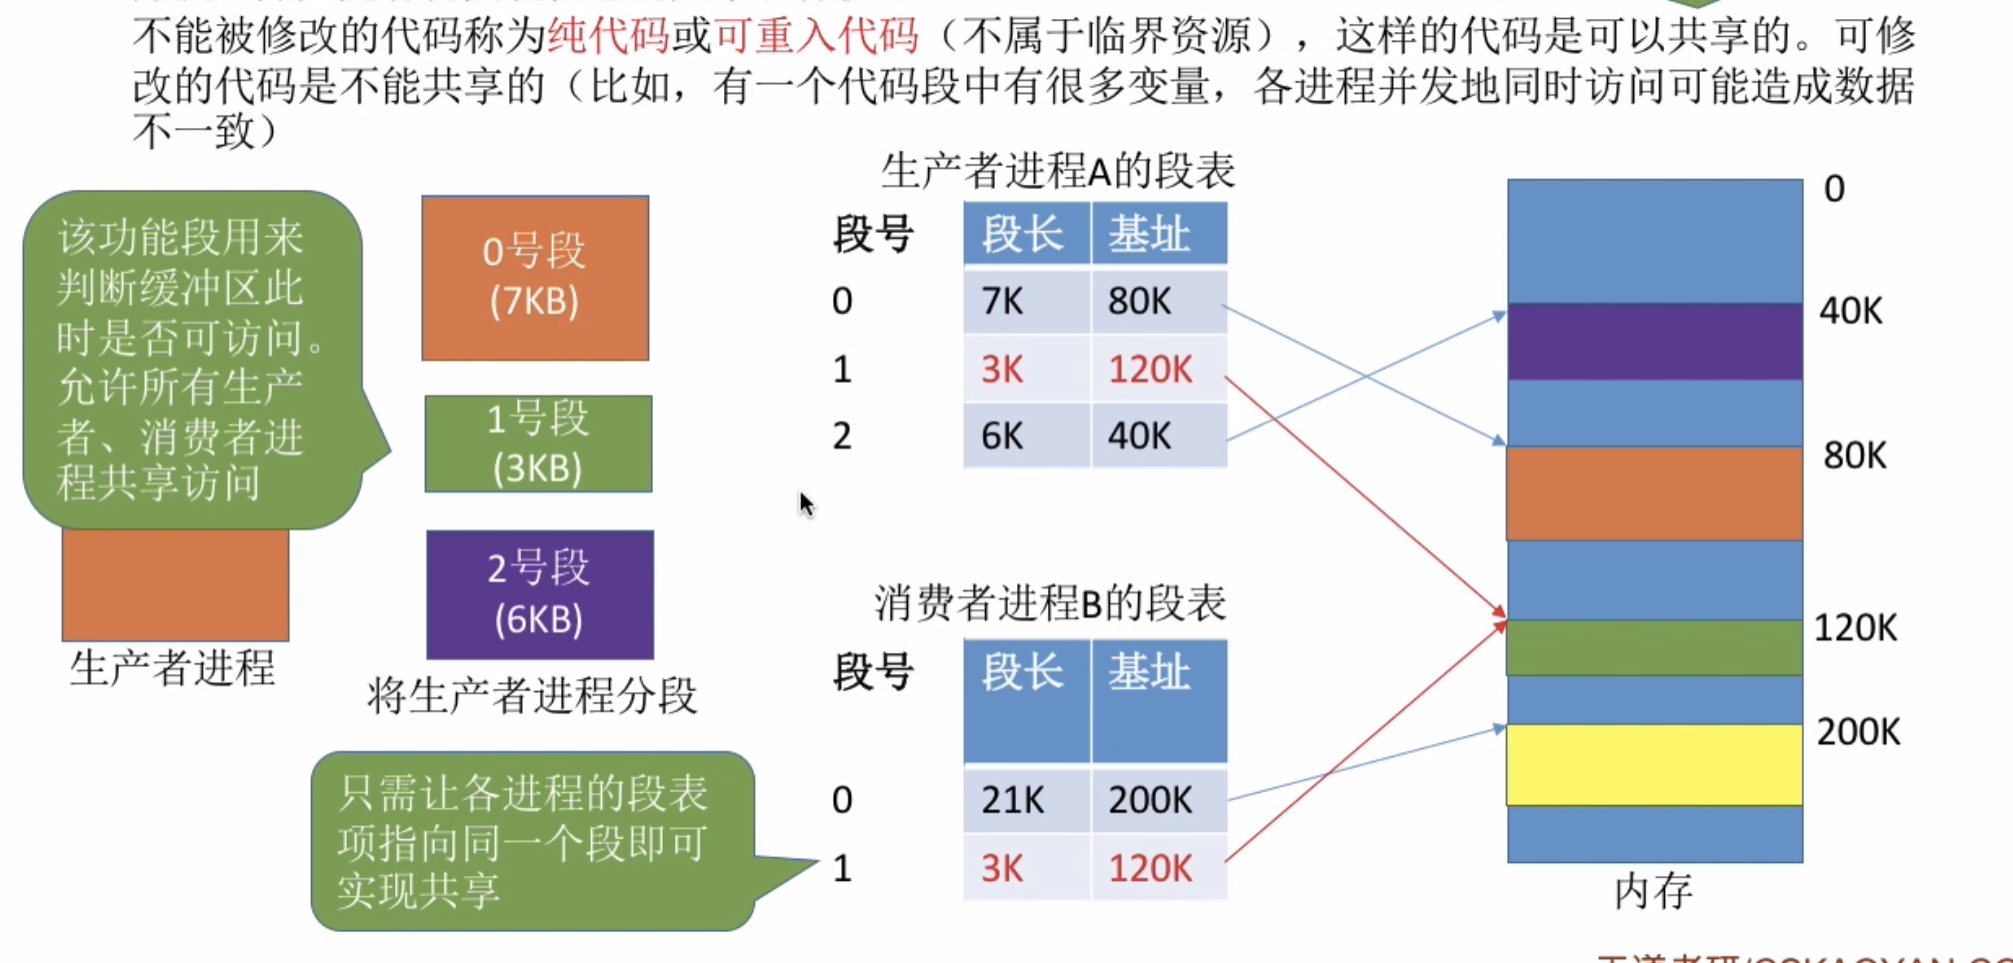 不能被修改的代码称为纯代码或可重入代码（不属于临界资源），这样的代码是可以共享的。可修
改的代码是不能共享的（比如，有一个代码段中有很多变量，各进程并发地同时访问可能造成数据
不一致）
该功能段用来
判断缓冲区此
时是否可访问。
允许所有生产
者、消费者进
程共享访问
生产者进程
0号段
(7KB)
1号段
(3KB)
2号段
(6KB)
将生产者进程分段
生产者进程A的段表
段号 段长 基址
0 7K 80K
1 3K 120K
2 6K 40K
消费者进程B的段表
段号 段长 基址
0 21K 200K
1 3K 120K
只需让各进程的段表
项指向同一个段即可
实现共享
0
40K
80K
120K
200K
内存